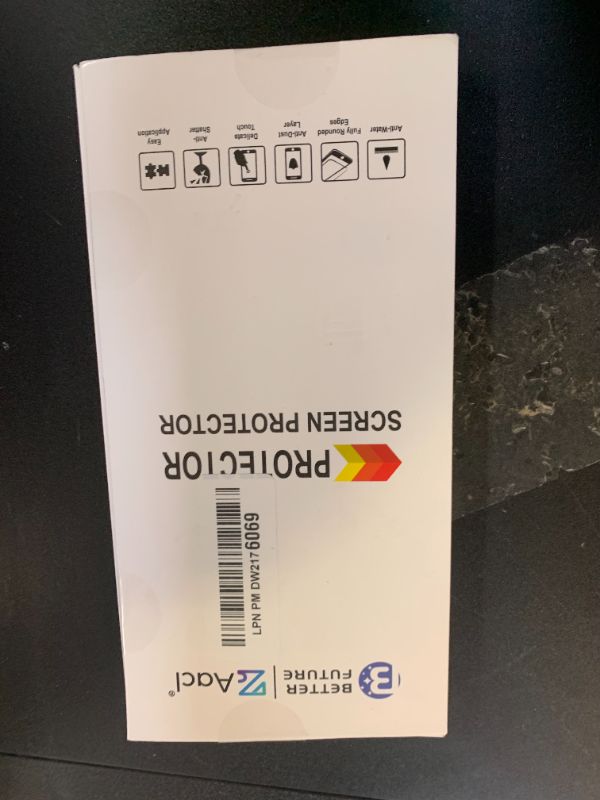 BETTER
FUTURE
Aacl®
LPN PM DW2176069
PROTECTOR
SCREEN PROTECTOR
Anti-Water
Fully Rounded
Edges
Anti-Dust
Layer
Delicate
Touch
Anti-
Shatter
Easy
Application